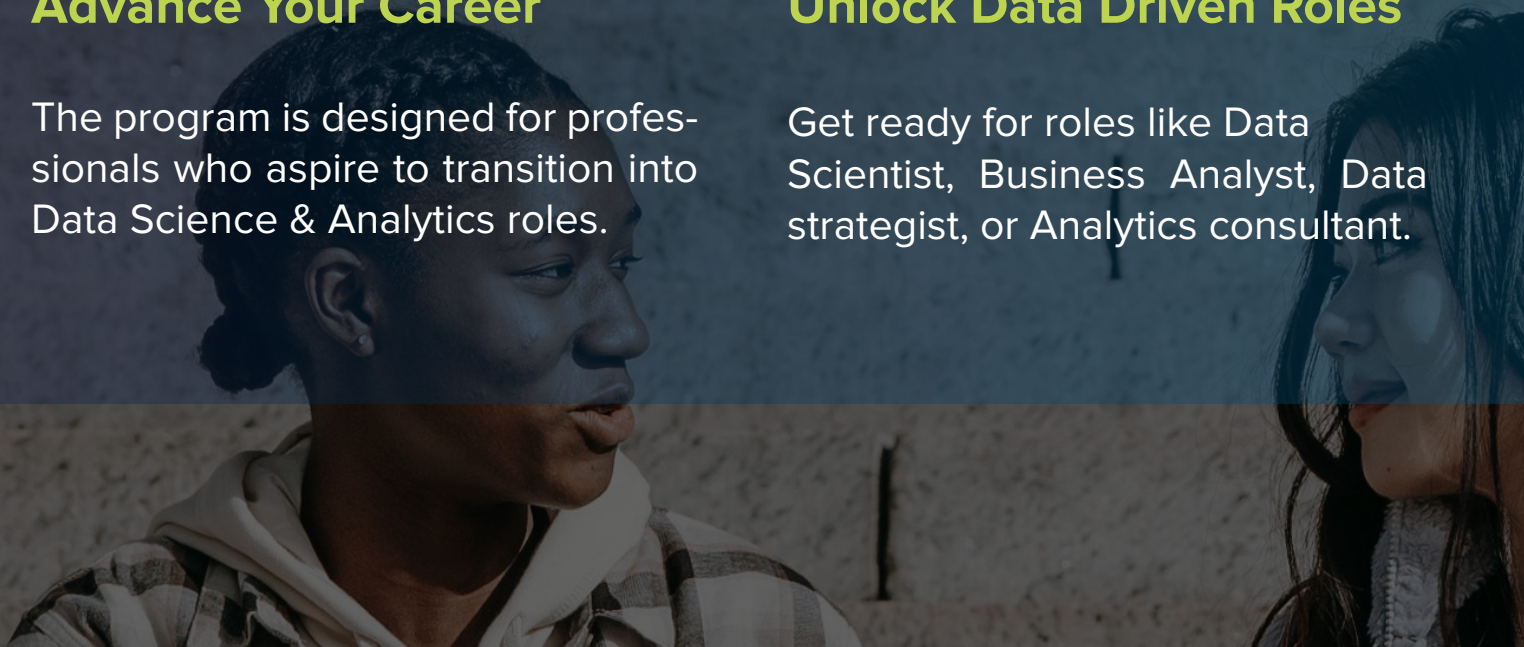 Advance Your Career
The program is designed for profes-
sionals who aspire to transition into
Data Science & Analytics roles.
Unlock Data Driven Roles
Get ready for roles like Data
Scientist, Business Analyst, Data
strategist, or Analytics consultant.